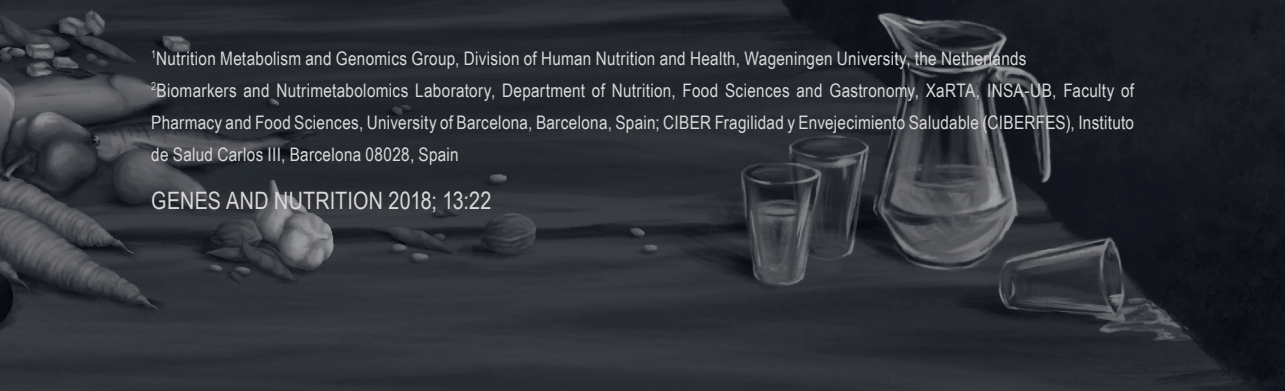 ¹Nutrition Metabolism and Genomics Group, Division of Human Nutrition and Health, Wageningen University, the Netherlands
²Biomarkers and Nutrimetabolomics Laboratory, Department of Nutrition, Food Sciences and Gastronomy, XaRTA, INSA-UB, Faculty of
Pharmacy and Food Sciences, University of Barcelona, Barcelona, Spain; CIBER Fragilidad y Envejecimiento Saludable (CIBERFES), Instituto
de Salud Carlos III, Barcelona 08028, Spain
GENES AND NUTRITION 2018; 13:22